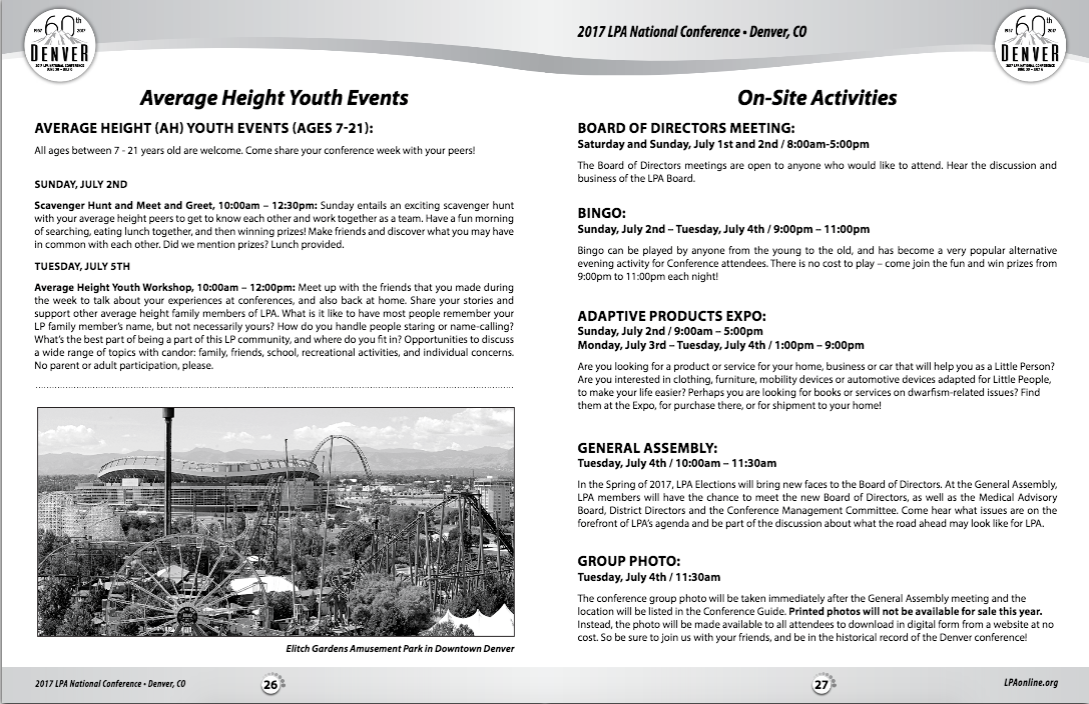 60th
1957 2017
DENVER
2017 LPA NATIONAL CONFERENCE
Average Height Youth Events
AVERAGE HEIGHT (AH) YOUTH EVENTS (AGES 7-21):
All ages between 7 - 21 years old are welcome. Come share your conference week with your peers!
SUNDAY, JULY 2ND
Scavenger Hunt and Meet and Greet, 10:00am – 12:30pm: Sunday entails an exciting scavenger hunt
with your average height peers to get to know each other and work together as a team. Have a fun morning
of searching, eating lunch together, and then winning prizes! Make friends and discover what you may have
in common with each other. Did we mention prizes? Lunch provided.
TUESDAY, JULY 5TH
Average Height Youth Workshop, 10:00am – 12:00pm: Meet up with the friends that you made during
the week to talk about your experiences at conferences, and also back at home. Share your stories and
support other average height family members of LPA. What is it like to have most people remember your
LP family member's name, but not necessarily yours? How do you handle people staring or name-calling?
What's the best part of being a part of this LP community, and where do you fit in? Opportunities to discuss
a wide range of topics with candor: family, friends, school, recreational activities, and individual concerns.
No parent or adult participation, please.
Elitch Gardens Amusement Park in Downtown Denver
2017 LPA National Conference • Denver, CO
26
2017 LPA National Conference • Denver, CO
60th
1957 2017
DENVER
2017 LPA NATIONAL CONFERENCE
On-Site Activities
BOARD OF DIRECTORS MEETING:
Saturday and Sunday, July 1st and 2nd / 8:00am-5:00pm
The Board of Directors meetings are open to anyone who would like to attend. Hear the discussion and
business of the LPA Board.
BINGO:
Sunday, July 2nd – Tuesday, July 4th / 9:00pm – 11:00pm
Bingo can be played by anyone from the young to the old, and has become a very popular alternative
evening activity for Conference attendees. There is no cost to play – come join the fun and win prizes from
9:00pm to 11:00pm each night!
ADAPTIVE PRODUCTS EXPO:
Sunday, July 2nd / 9:00am – 5:00pm
Monday, July 3rd – Tuesday, July 4th / 1:00pm – 9:00pm
Are you looking for a product or service for your home, business or car that will help you as a Little Person?
Are you interested in clothing, furniture, mobility devices or automotive devices adapted for Little People,
to make your life easier? Perhaps you are looking for books or services on dwarfism-related issues? Find
them at the Expo, for purchase there, or for shipment to your home!
GENERAL ASSEMBLY:
Tuesday, July 4th / 10:00am – 11:30am
In the Spring of 2017, LPA Elections will bring new faces to the Board of Directors. At the General Assembly,
LPA members will have the chance to meet the new Board of Directors, as well as the Medical Advisory
Board, District Directors and the Conference Management Committee. Come hear what issues are on the
forefront of LPA's agenda and be part of the discussion about what the road ahead may look like for LPA.
GROUP PHOTO:
Tuesday, July 4th / 11:30am
The conference group photo will be taken immediately after the General Assembly meeting and the
location will be listed in the Conference Guide. Printed photos will not be available for sale this year.
Instead, the photo will be made available to all attendees to download in digital form from a website at no
cost. So be sure to join us with your friends, and be in the historical record of the Denver conference!
27
LPAonline.org